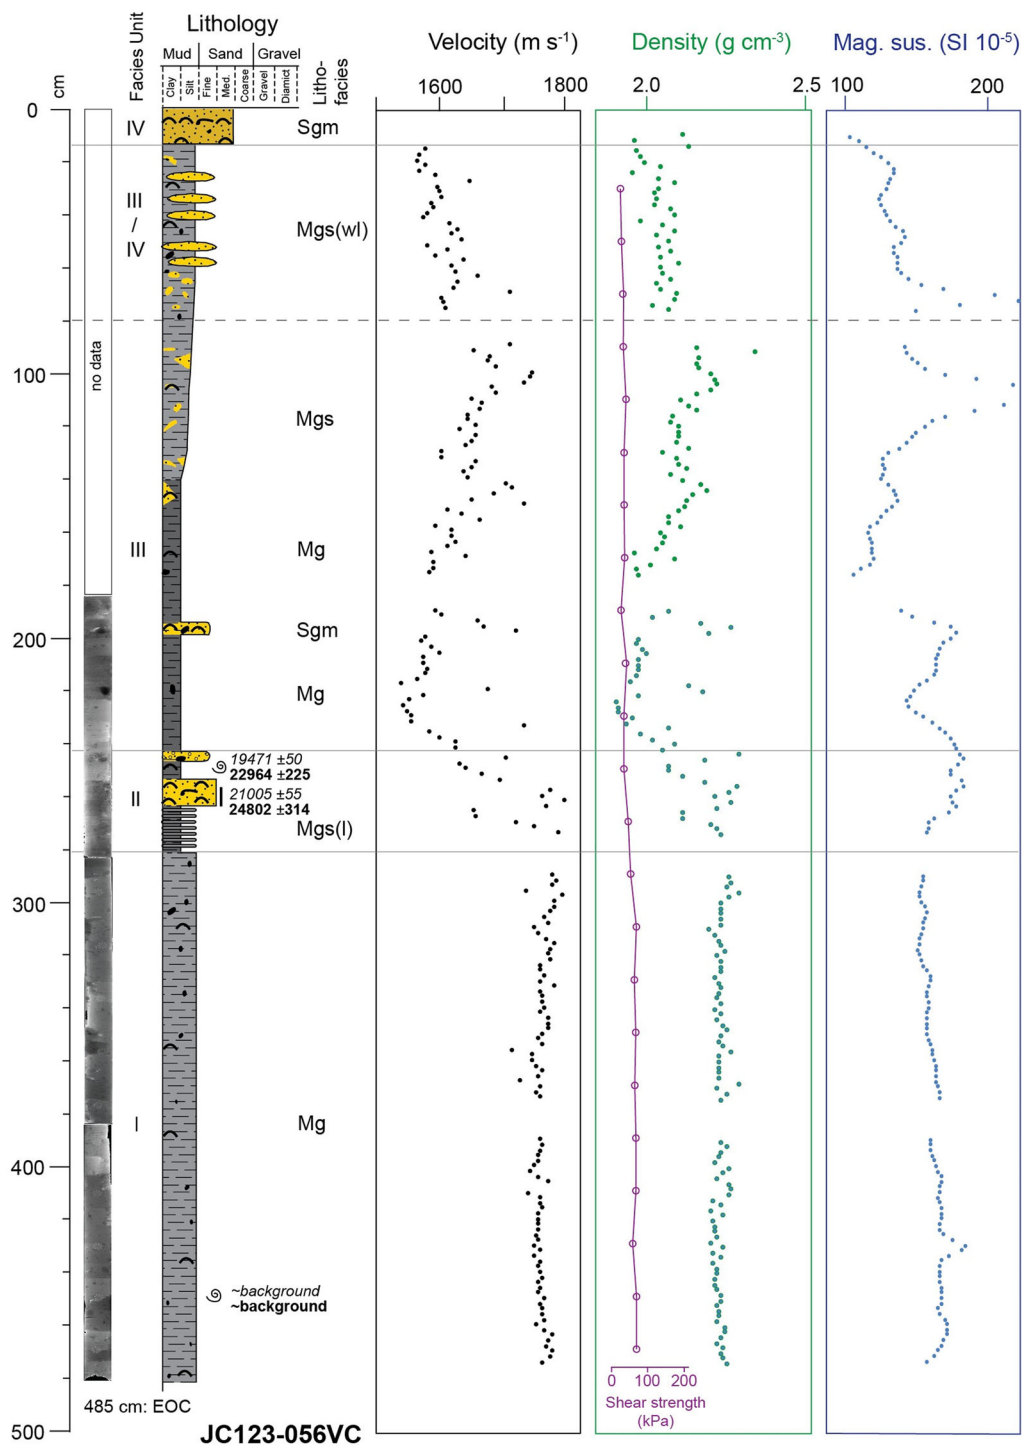 Lithology
Velocity (m s-1)
Density (g cm-3)
Mag. sus. (SI 10-5)
cm
Facies Unit
Mud
Sand
Gravel
Clay
Silt
Fine
Med.
Coarse
Gravel
Diamict
Litho-
facies
1600
1800
2.0
2.5
100
200
0
IV
Sgm
III
/
IV
Mgs(wl)
no data
100
Mgs
III
Mg
200
Sgm
Mg
19471 ±50
22964 ±225
II
21005 ±55
24802 ±314
Mgs(l)
300
I
Mg
400
~background
~background
0 100 200
Shear strength
(kPa)
485 cm: EOC
500
JC123-056VC